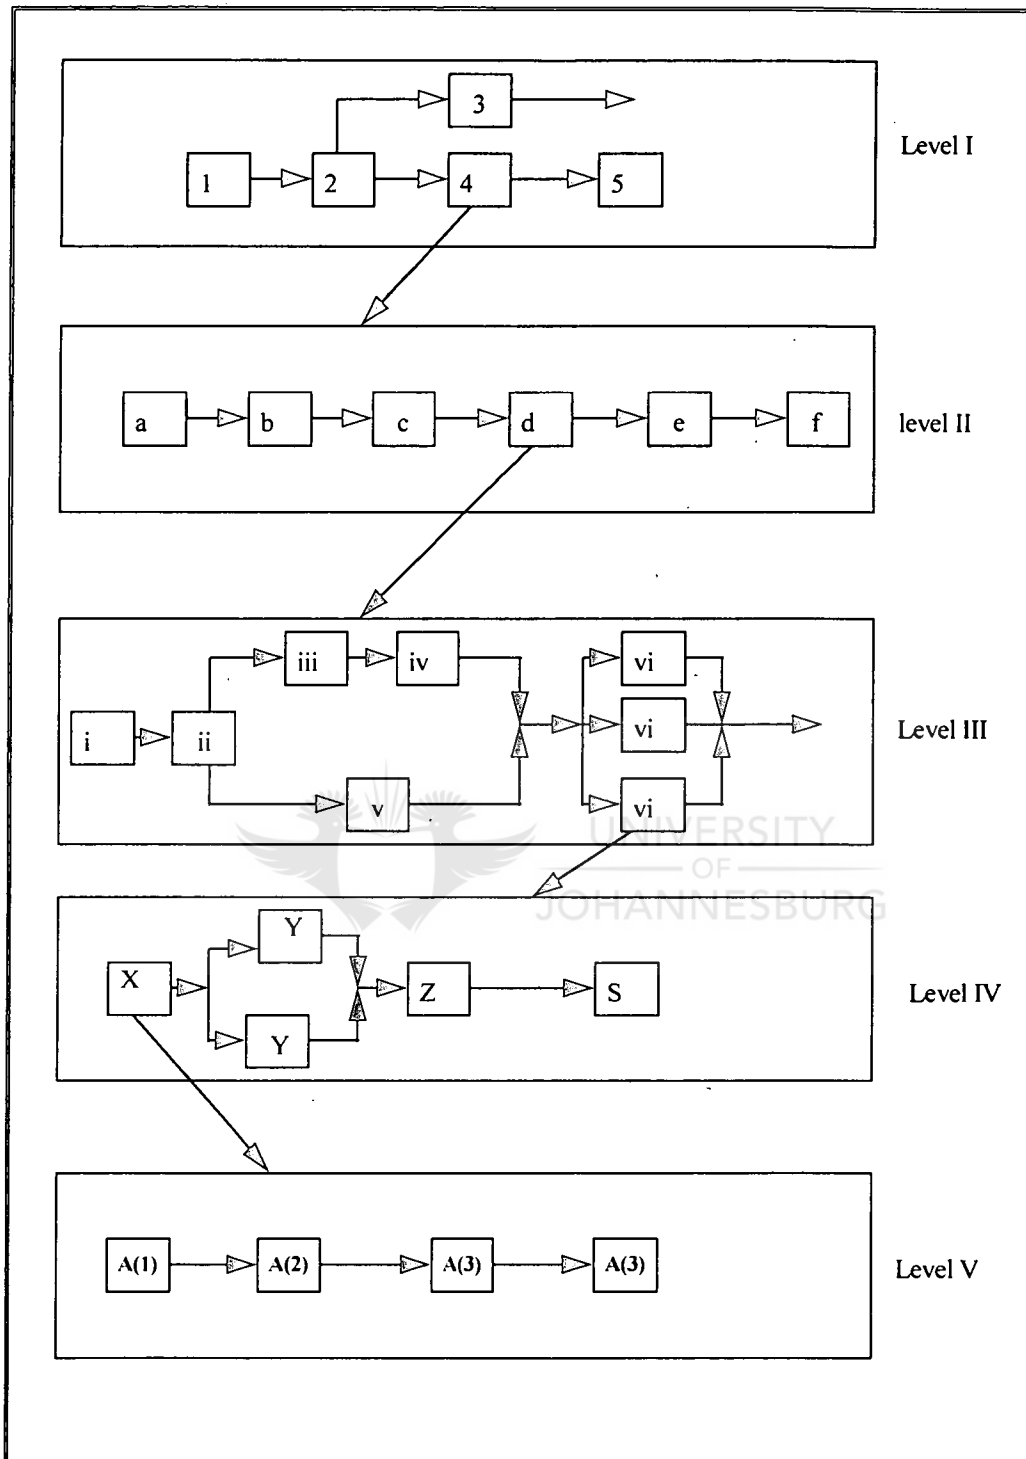 3
Level I
1 2 4 5
a b c d e f
level II
iii iv vi
i ii vi
Level III
v vi
UNIVERSITY
OF
JOHANNESBURG
Y
X Z S
Level IV
Y
A(1) A(2) A(3) A(3)
Level V